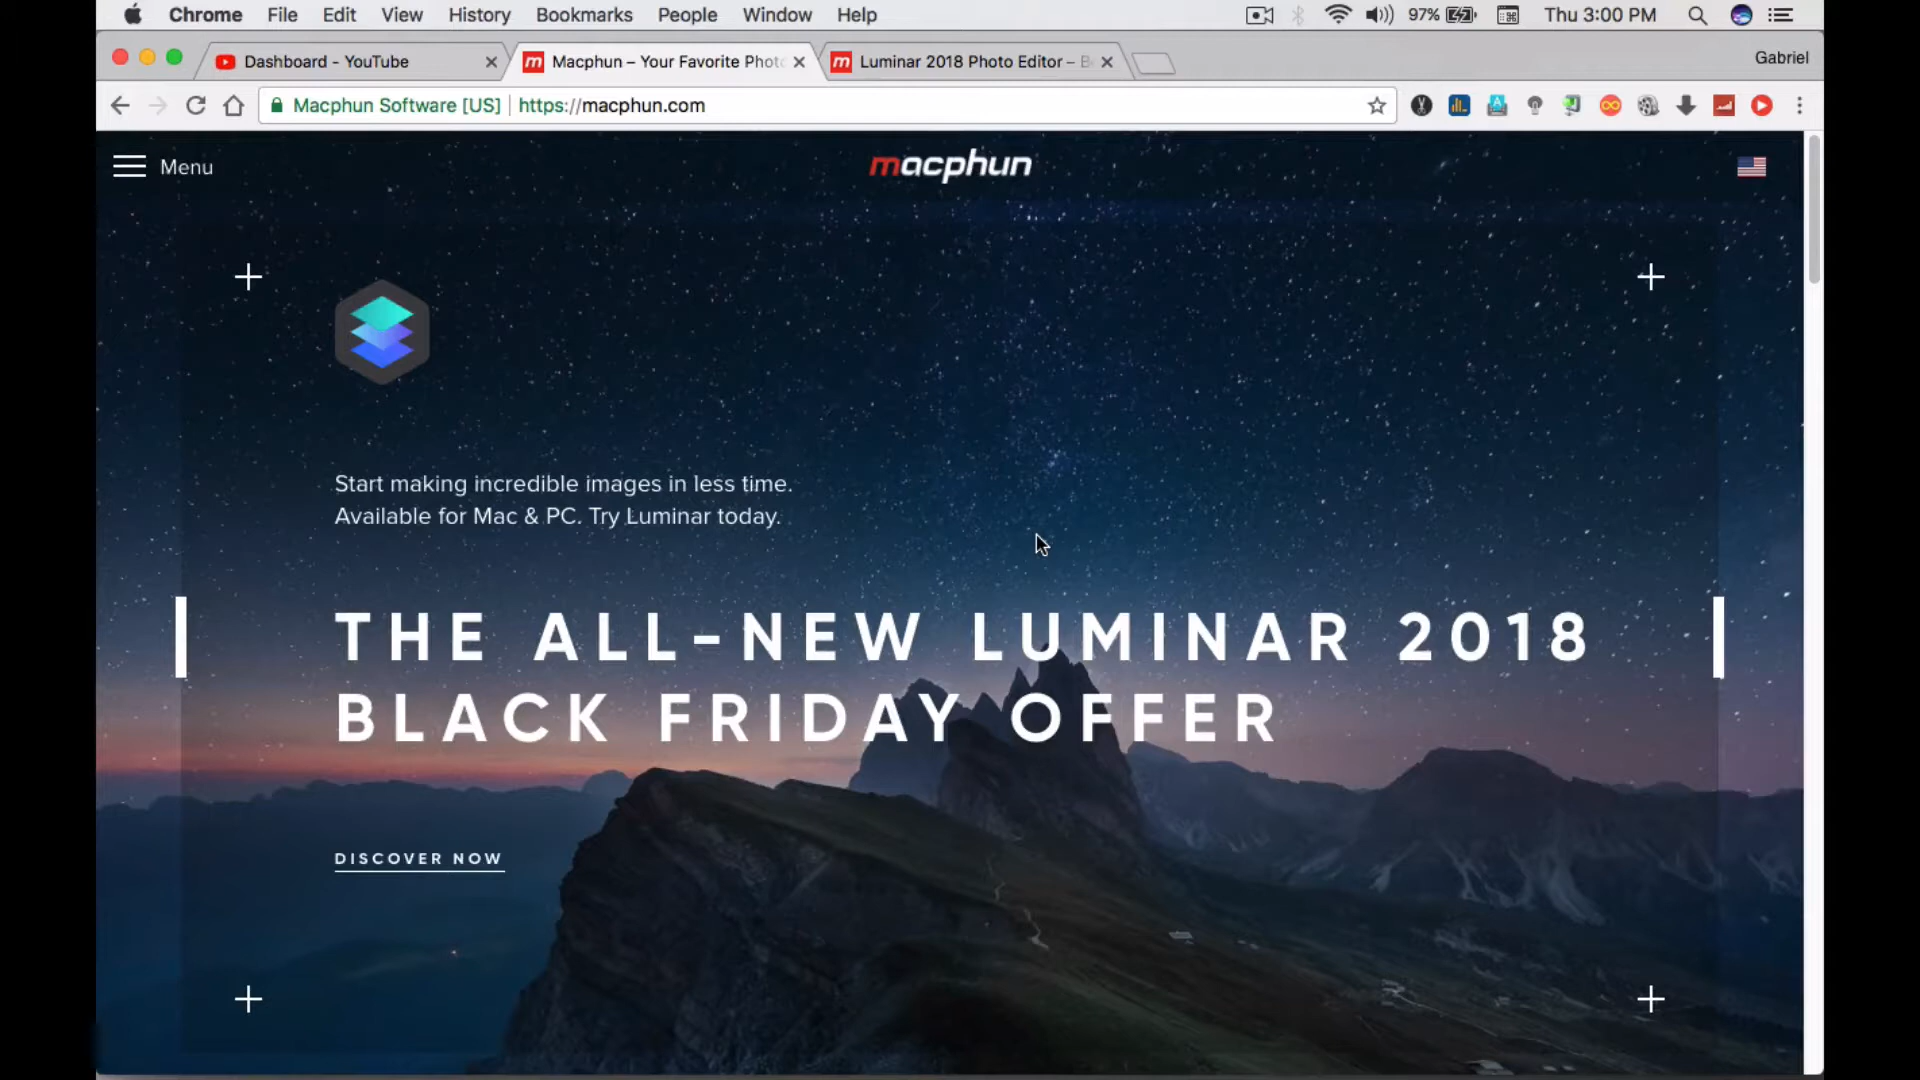 Chrome File Edit View History Bookmarks People Window Help 97% Thu 3:00 PM
Dashboard - YouTube Macphun – Your Favorite Phot Luminar 2018 Photo Editor – B Gabriel
Macphun Software [US] https://macphun.com
Menu macphun
Start making incredible images in less time.
Available for Mac & PC. Try Luminar today.
THE ALL-NEW LUMINAR 2018
BLACK FRIDAY OFFER
DISCOVER NOW